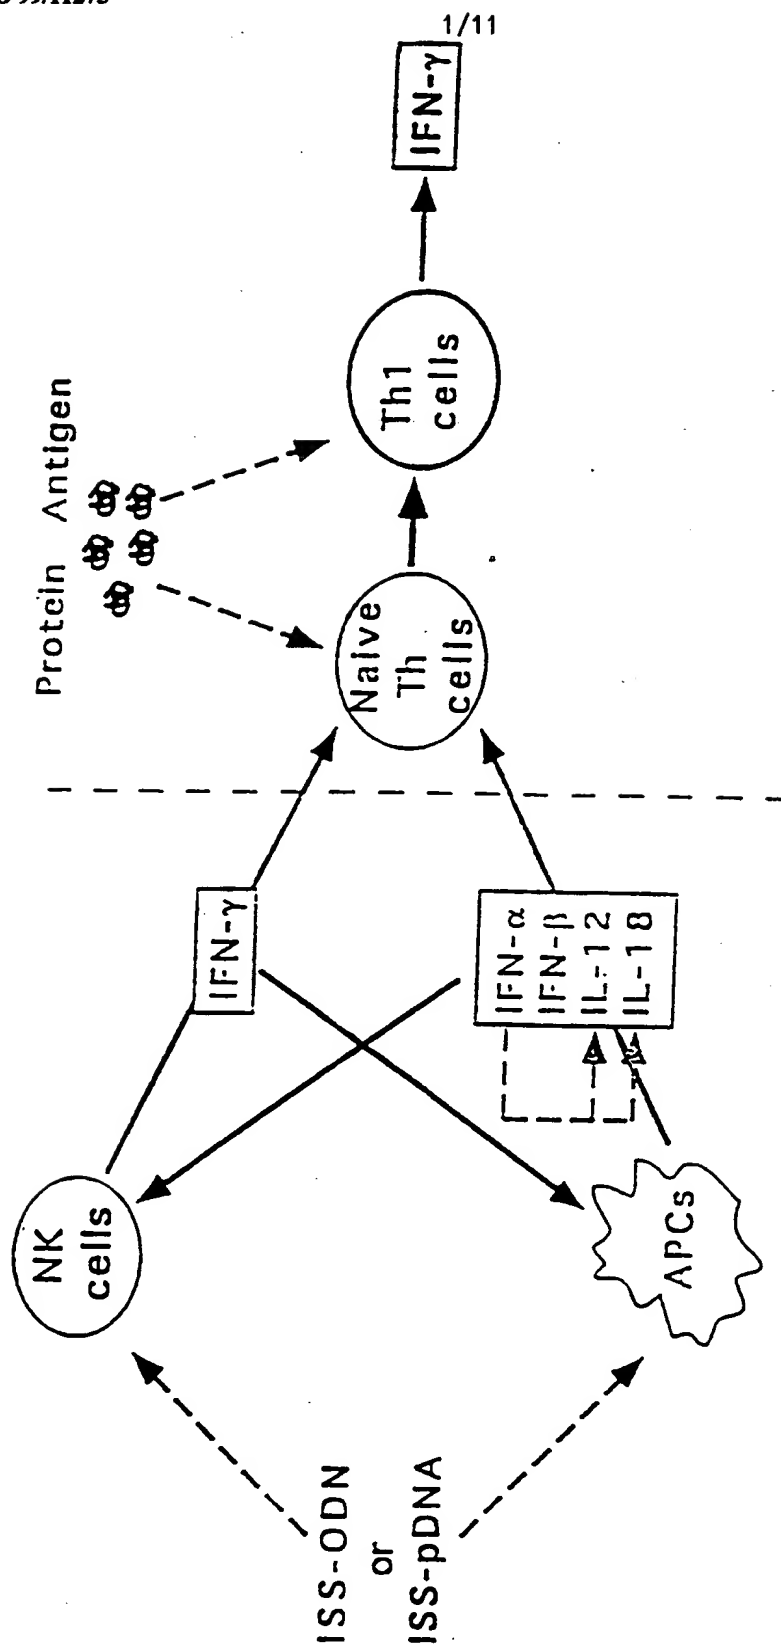 1/11
Protein Antigen
NK
cells
IFN-γ
Naive
Th
cells
Th1
cells
IFN-γ
ISS-ODN
or
ISS-pDNA
APCs
IFN-α
IFN-β
IL-12
IL-18